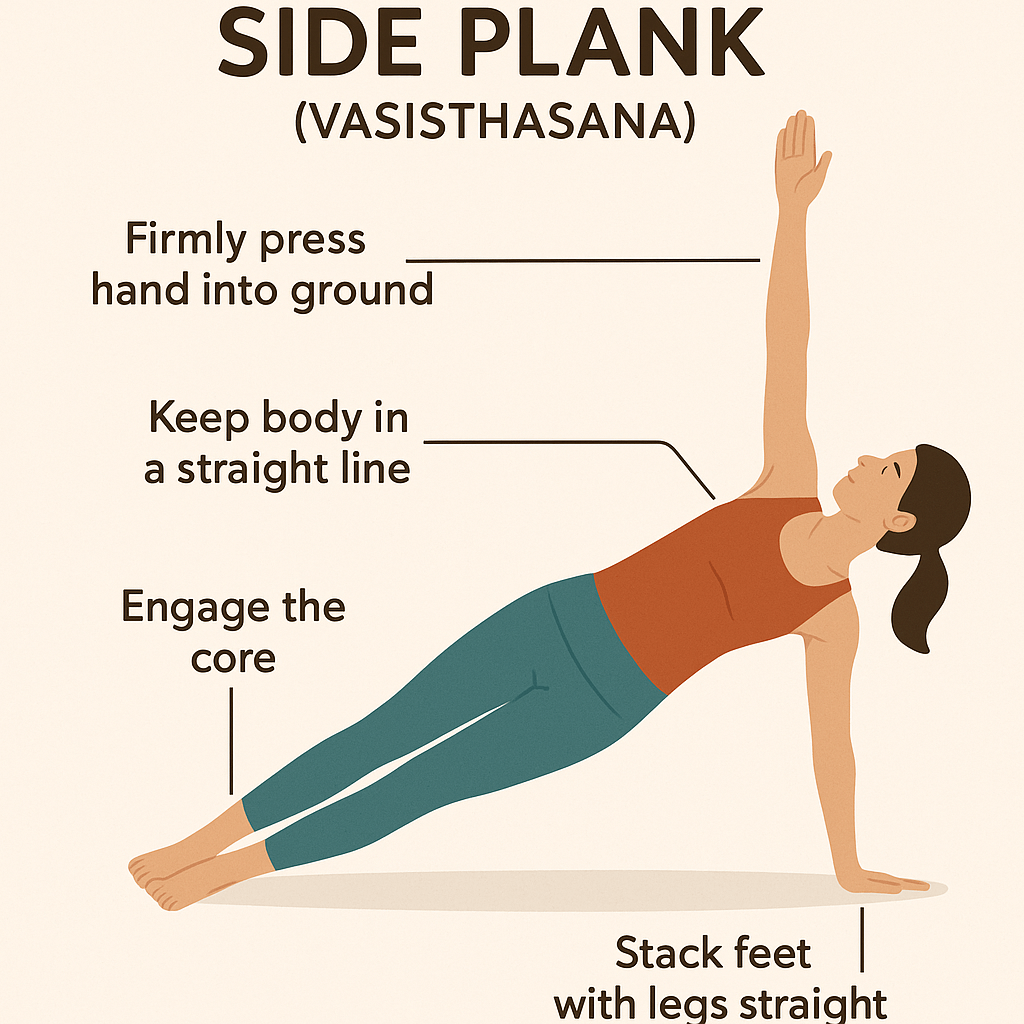 SIDE PLANK
(VASISTHASANA)
Firmly press
hand into ground
Keep body in
a straight line
Engage the
core
Stack feet
with legs straight